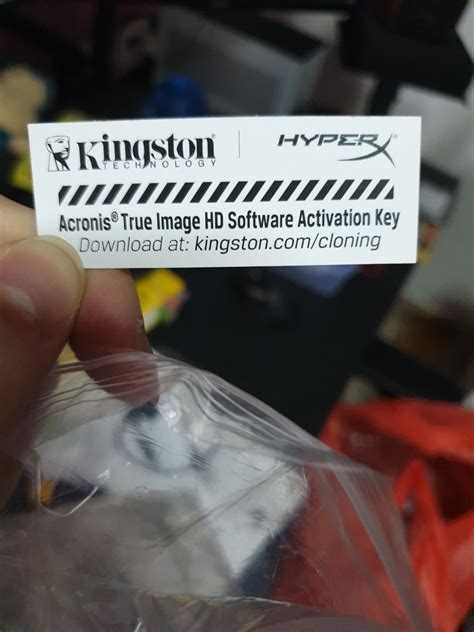 Kingston HYPERX
TECHNOLOGY
Acronis® True Image HD Software Activation Key
Download at: kingston.com/cloning